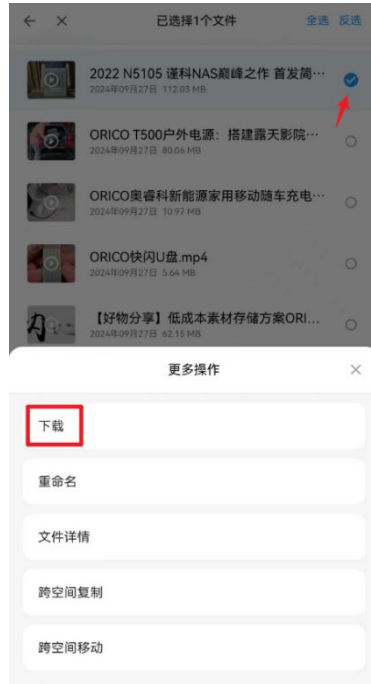 已选择1个文件 全选 反选
2022 N5105 谨科NAS巅峰之作 首发简…
2024年09月27日 112.03 MB
ORICO T500户外电源：搭建露天影院…
2024年09月27日 80.06 MB
ORICO奥睿科新能源家用移动随车充电…
2024年09月27日 10.97 MB
ORICO快闪U盘.mp4
2024年09月27日 5.64 MB
【好物分享】低成本素材存储方案ORI...
2024年09月27日 62.15 MB
更多操作
下载
重命名
文件详情
跨空间复制
跨空间移动